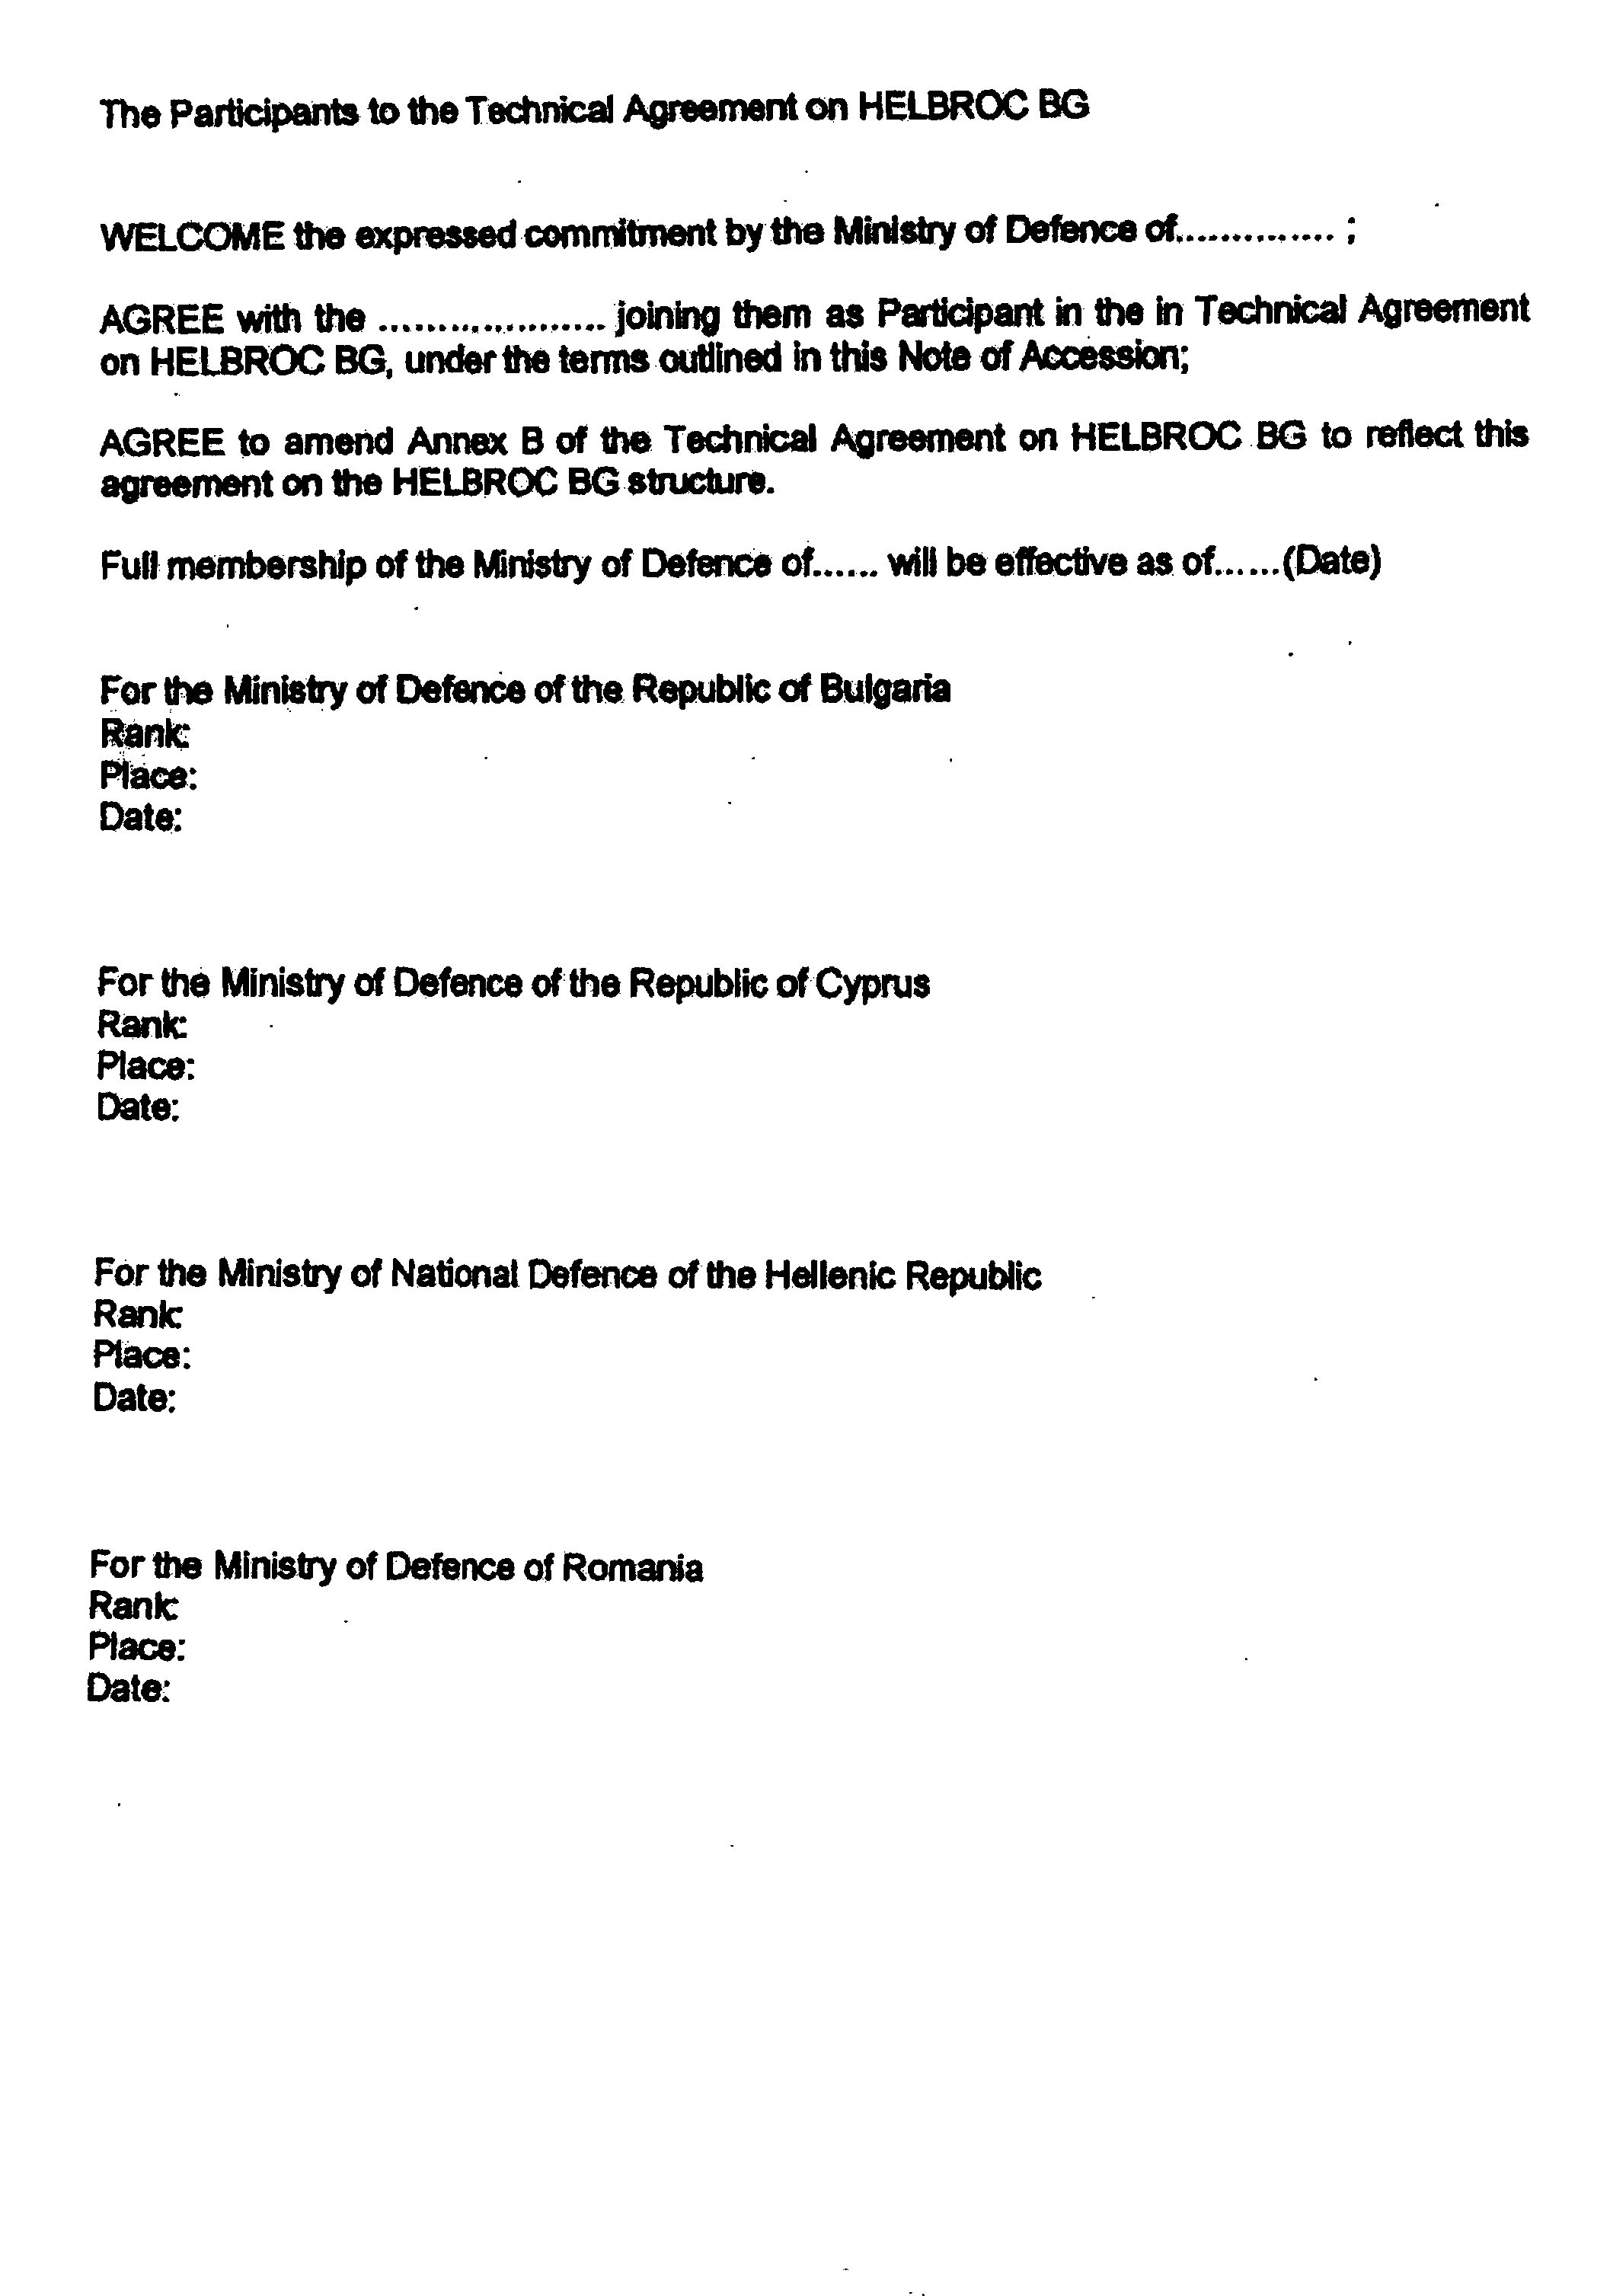 The Participants to the Technical Agreement on HELBROC BG
WELCOME the expressed commitment by the Ministry of Defence of............... ;
AGREE with the .................... joining them as Participant in the in Technical Agreement
on HELBROC BG, under the terms outlined in this Note of Accession;
AGREE to amend Annex B of the Technical Agreement on HELBROC BG to reflect this
agreement on the HELBROC BG structure.
Full membership of the Ministry of Defence of...... will be effective as of......(Date)
For the Ministry of Defence of the Republic of Bulgaria
Rank:
Place:
Date:
For the Ministry of Defence of the Republic of Cyprus
Rank:
Place:
Date:
For the Ministry of National Defence of the Hellenic Republic
Rank:
Place:
Date:
For the Ministry of Defence of Romania
Rank:
Place:
Date: